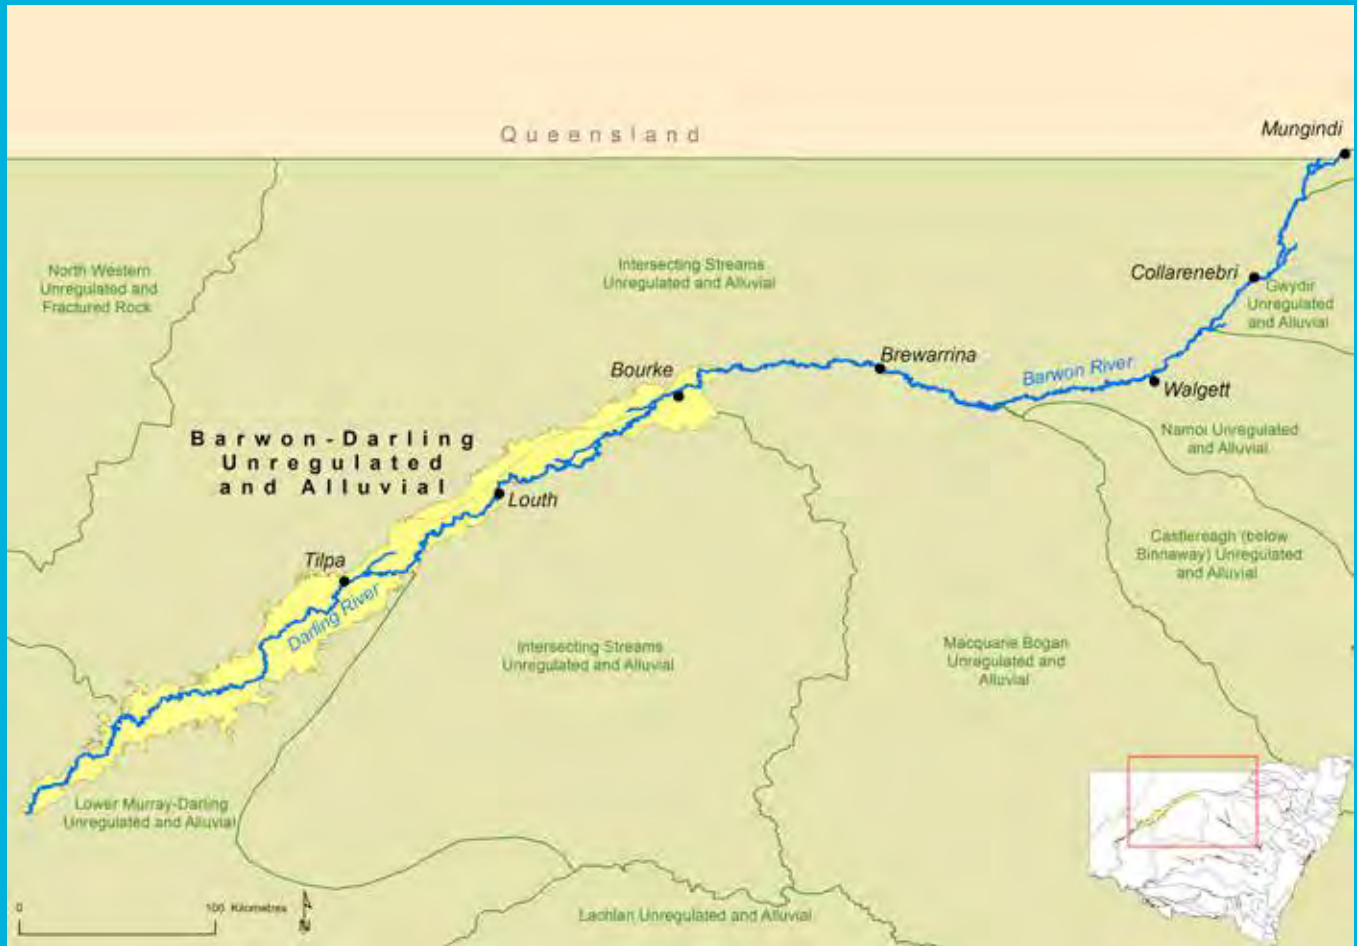 Queensland
Mungindi
North Western
Unregulated and
Fractured Rock
Intersecting Streams
Unregulated and Alluvial
Collarenebri
Gwydir
Unregulated
and Alluvial
Bourke
Brewarrina
Barwon River
Walgett
Barwon-Darling
Unregulated
and Alluvial
Namoi Unregulated
and Alluvial
Louth
Castlereagh (below
Binnaway) Unregulated
and Alluvial
Tilpa
Darling River
Intersecting Streams
Unregulated and Alluvial
Macquarie Bogan
Unregulated and
Alluvial
Lower Murray-Darling
Unregulated and Alluvial
0 100 Kilometres
N
Lachlan Unregulated and Alluvial